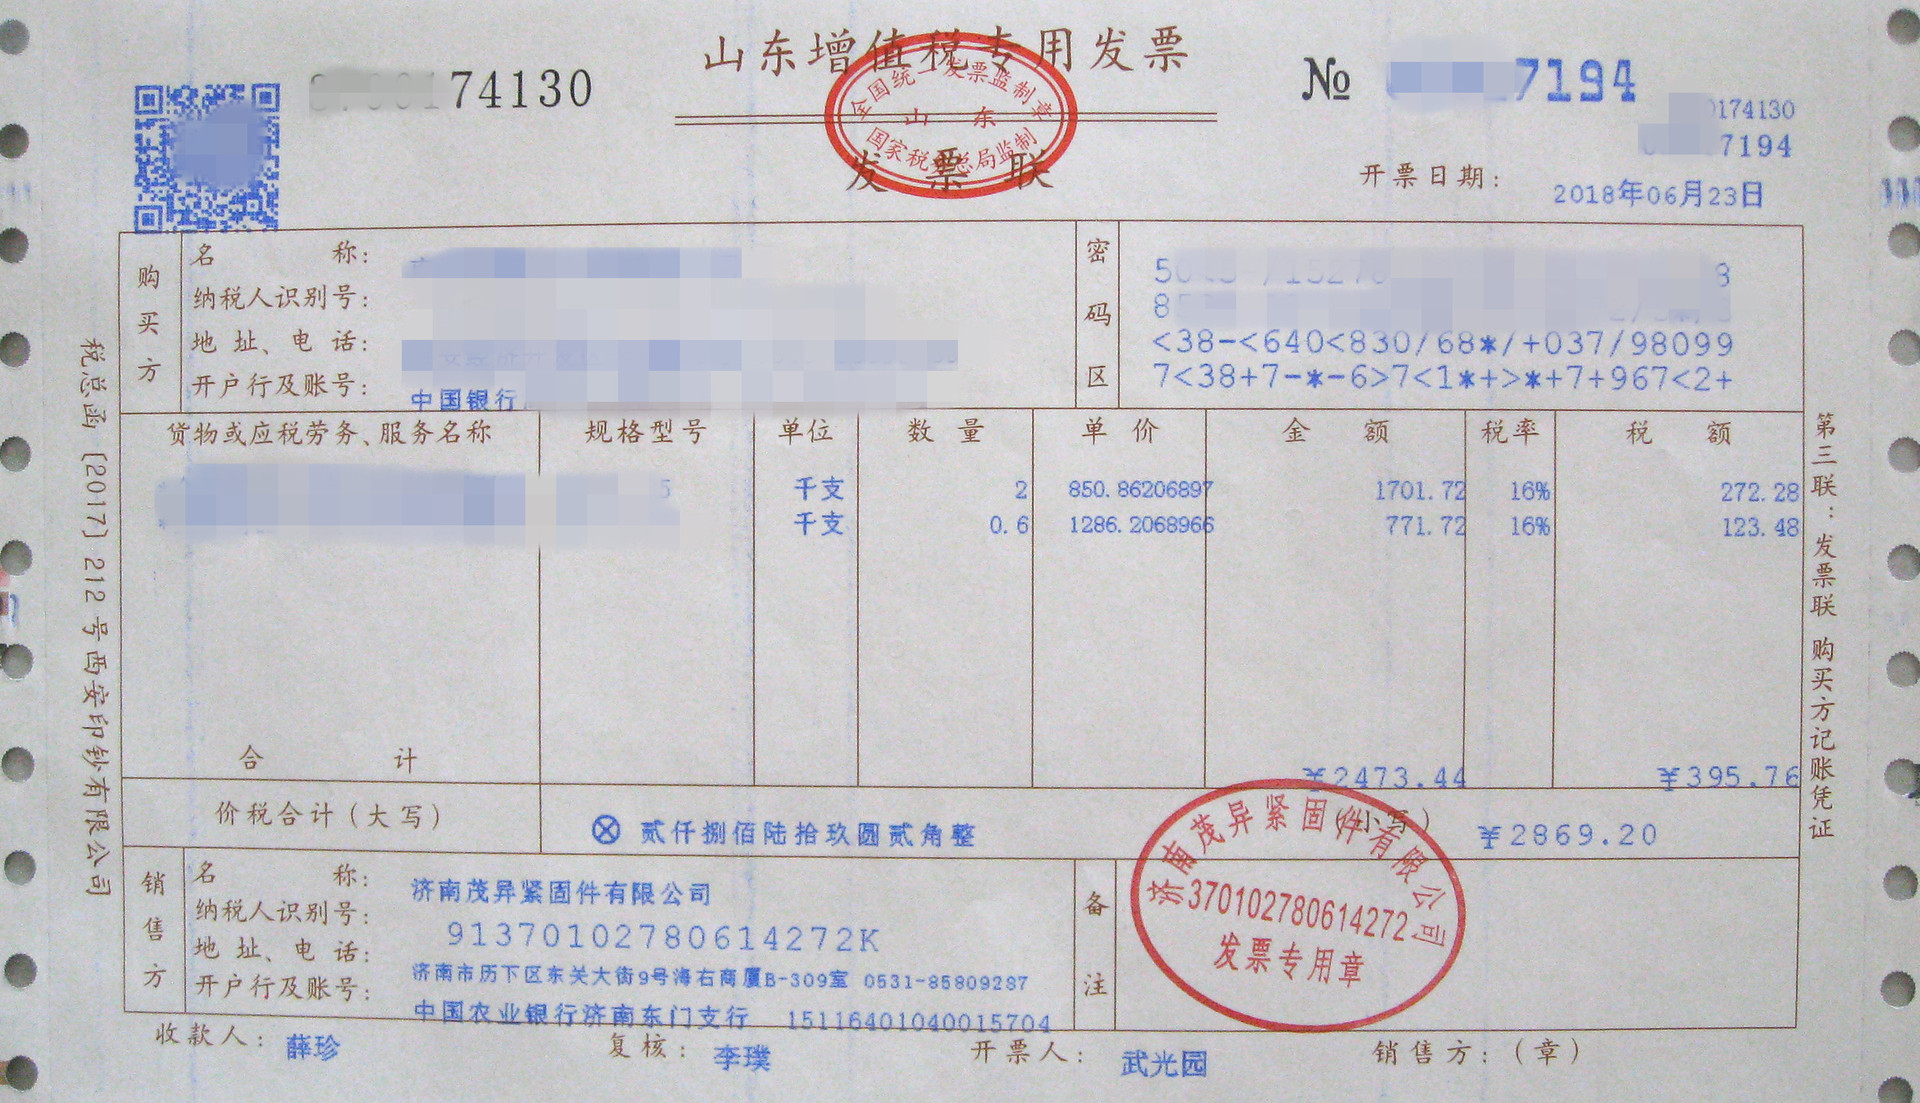 山东增值税专用发票
全国统一发票监制章
山 东
国家税务总局监制
发 票 联
74130
№ 7194
174130
7194
开票日期: 2018年06月23日
购买方
名 称:
纳税人识别号:
地 址、电 话:
开户行及账号: 中国银行
密码区
<38-<640<830/68*/+037/98099
7<38+7-*-6>7<1*+>*+7+967<2+
货物或应税劳务、服务名称 规格型号 单位 数 量 单 价 金 额 税率 税 额
5 千支 2 850.86206897 1701.72 16% 272.28
千支 0.6 1286.2068966 771.72 16% 123.48
合 计 ¥2473.44 ¥395.76
价税合计(大写) ⊗ 贰仟捌佰陆拾玖圆贰角整 (小写) ¥2869.20
销售方
名 称: 济南茂异紧固件有限公司
纳税人识别号: 91370102780614272K
地 址、电 话: 济南市历下区东关大街9号海右商厦B-309室 0531-85809287
开户行及账号: 中国农业银行济南东门支行 15116401040015704
备注
济南茂异紧固件有限公司
370102780614272
发票专用章
收款人: 薛珍 复核: 李璞 开票人: 武光园 销售方:(章)
税总函〔2017〕212号西安印钞有限公司
第三联:发票联 购买方记账凭证